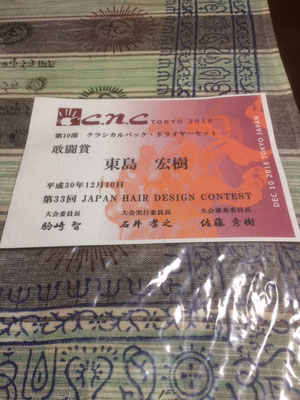 C.N.C TOKYO 2018
第10部 クラシカルバック・ドライヤーセット
敢闘賞
東島 宏樹
平成30年12月10日
第33回 JAPAN HAIR DESIGN CONTEST
大会委員長 大会実行委員長 大会審査委員長
駒崎 智 石井 孝之 佐藤 秀樹
DEC 10 2018 TOKYO JAPAN